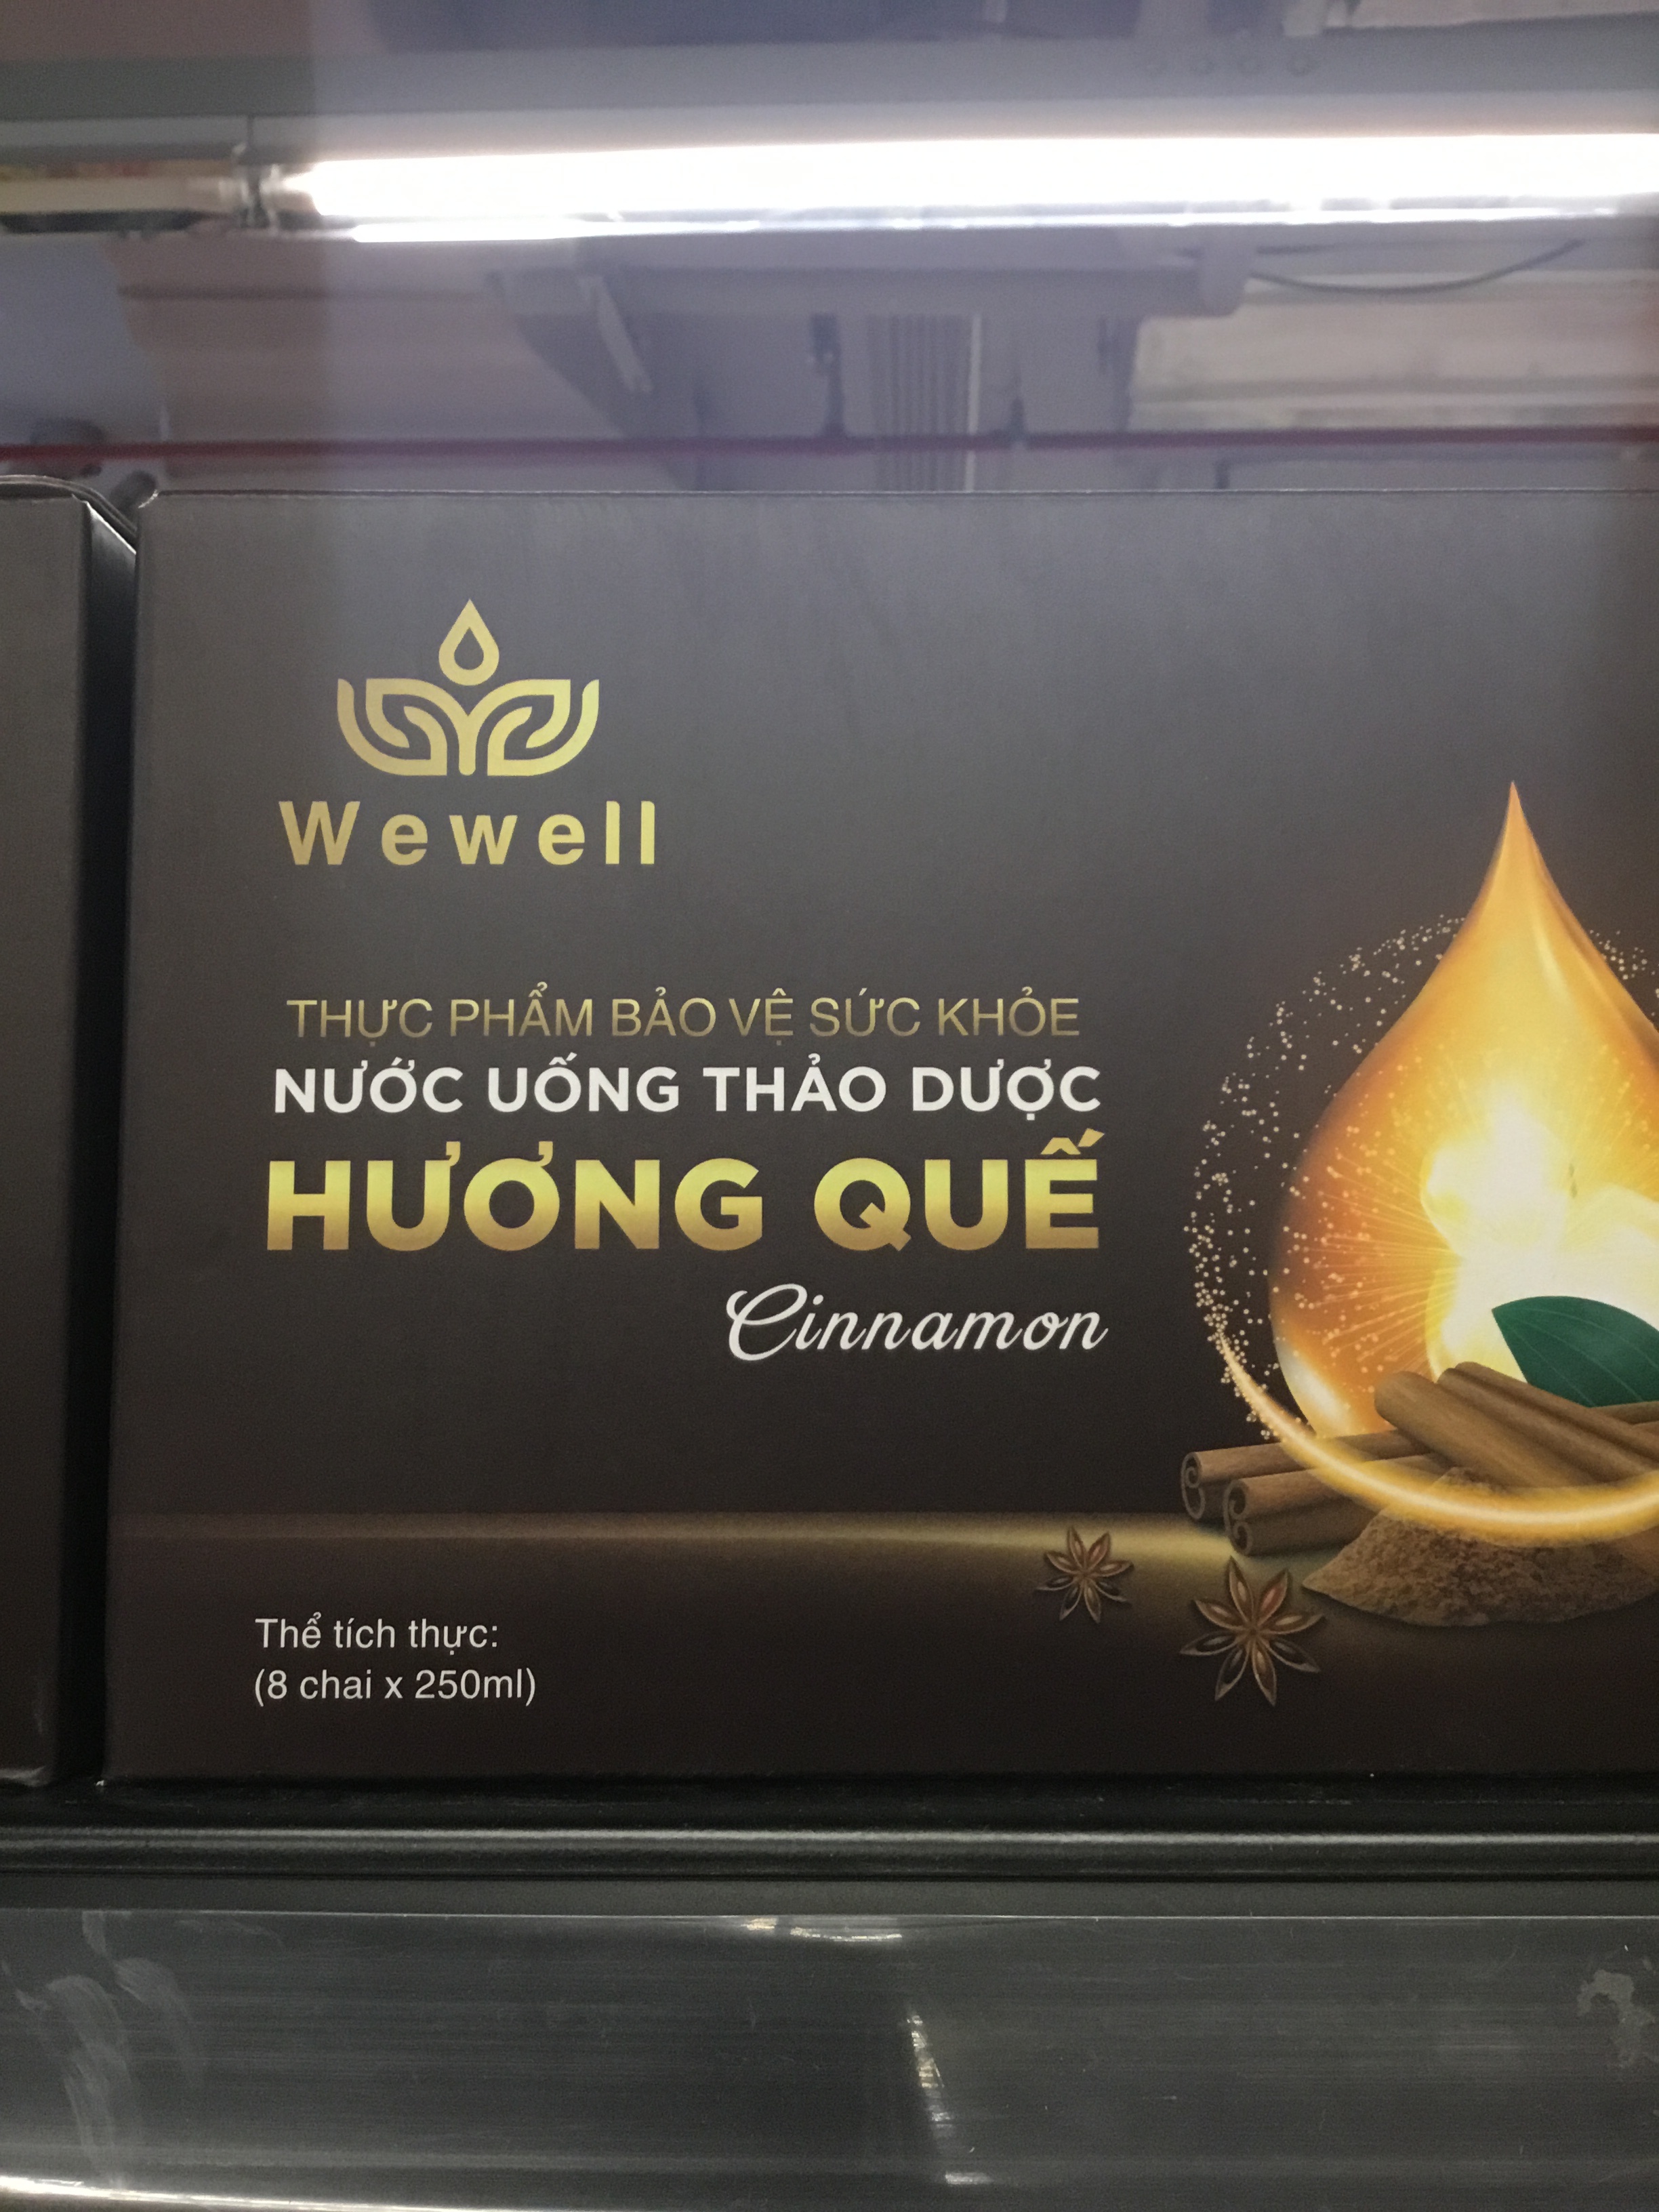 Wewell
THỰC PHẨM BẢO VỆ SỨC KHỎE
NƯỚC UỐNG THẢO DƯỢC
HƯƠNG QUẾ
Cinnamon
Thể tích thực:
(8 chai x 250ml)